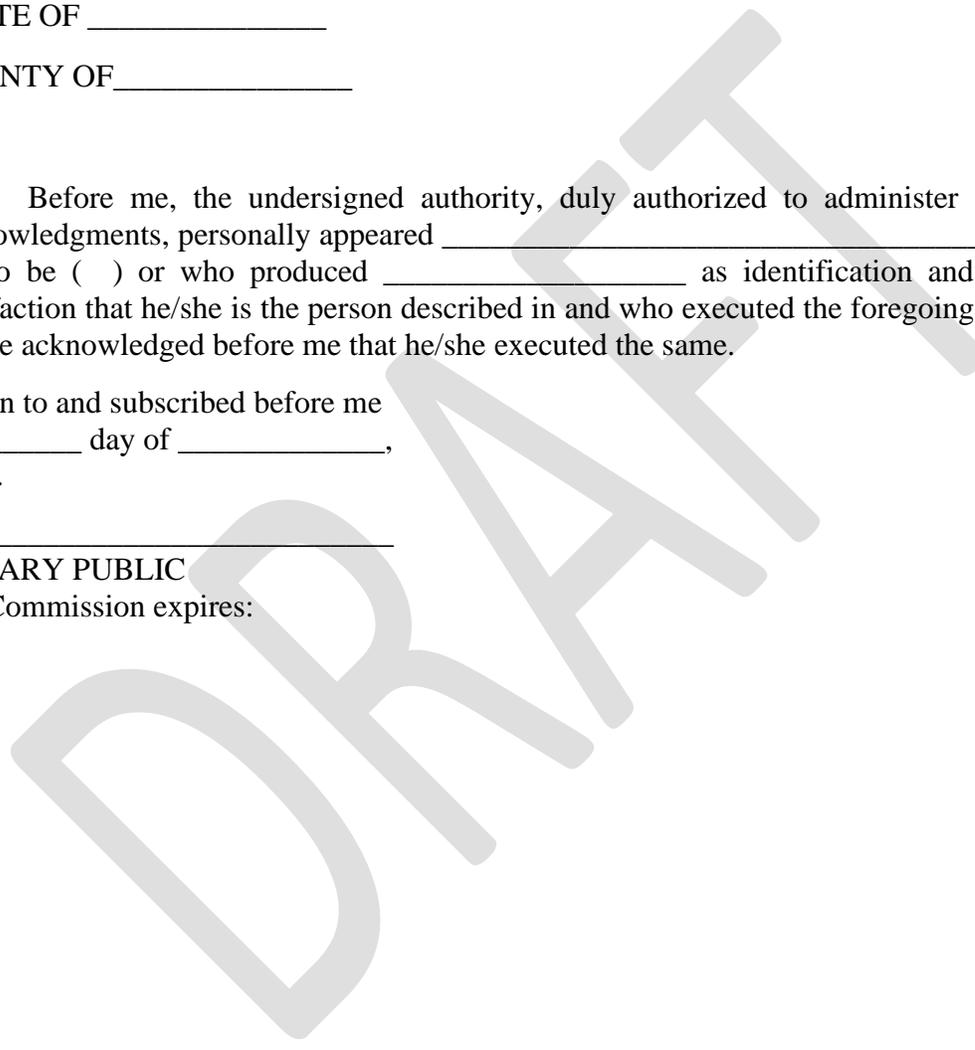 TE OF _______________
NTY OF_______________
Before me, the undersigned authority, duly authorized to administer
owledgments, personally appeared __________________________________
o be ( ) or who produced ___________________ as identification and
faction that he/she is the person described in and who executed the foregoing
e acknowledged before me that he/she executed the same.
n to and subscribed before me
_____ day of _____________,
.
_________________________
ARY PUBLIC
Commission expires:
DRAFT